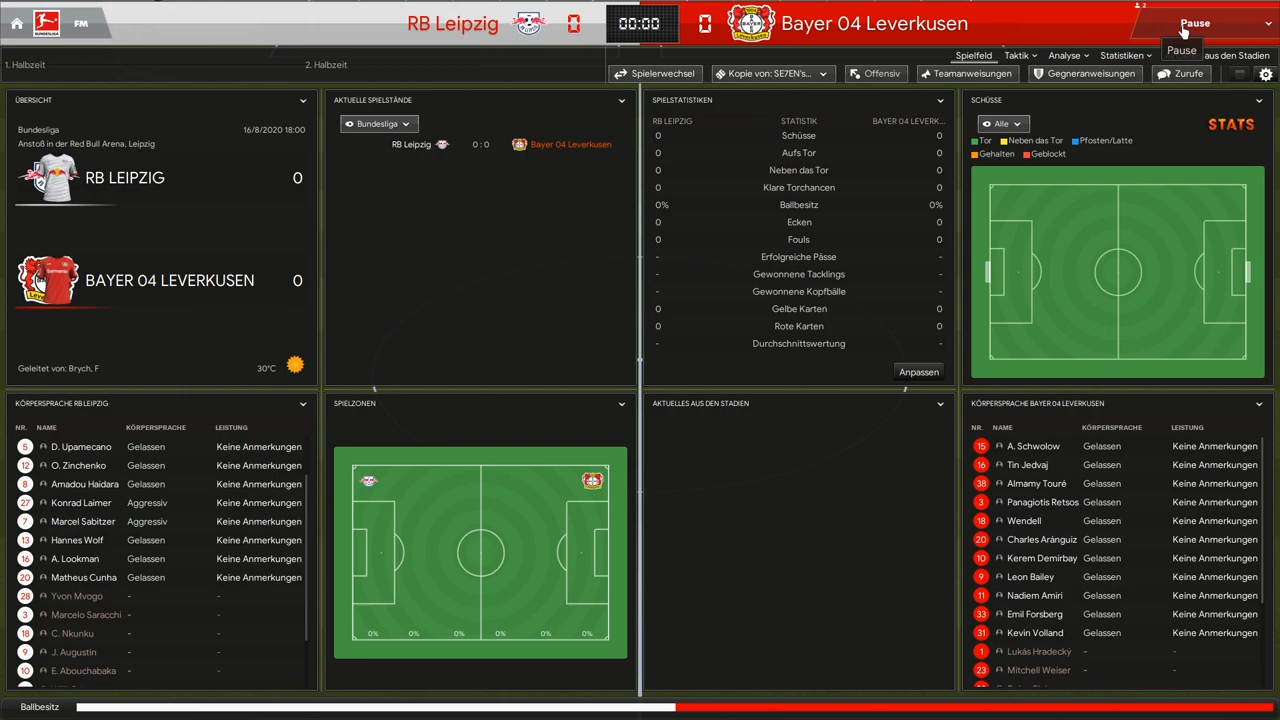 BUNDESLIGA FM RB Leipzig 0 00:00 0 Bayer 04 Leverkusen 2 Pause
Pause
Spielfeld Taktik Analyse Statistiken aus den Stadien
1. Halbzeit 2. Halbzeit
Spielerwechsel Kopie von: SE7EN's... Offensiv Teamanweisungen Gegneranweisungen Zurufe
ÜBERSICHT
Bundesliga 16/8/2020 18:00
Anstoß in der Red Bull Arena, Leipzig
RB LEIPZIG 0
BAYER 04 LEVERKUSEN 0
Geleitet von: Brych, F 30°C
AKTUELLE SPIELSTÄNDE
Bundesliga
RB Leipzig 0 : 0 Bayer 04 Leverkusen
SPIELSTATISTIKEN
RB LEIPZIG STATISTIK BAYER 04 LEVERK...
0 Schüsse 0
0 Aufs Tor 0
0 Neben das Tor 0
0 Klare Torchancen 0
0% Ballbesitz 0%
0 Ecken 0
0 Fouls 0
- Erfolgreiche Pässe -
- Gewonnene Tacklings -
- Gewonnene Kopfbälle -
0 Gelbe Karten 0
0 Rote Karten 0
- Durchschnittswertung -
Anpassen
SCHÜSSE
Alle STATS
Tor Neben das Tor Pfosten/Latte
Gehalten Geblockt
KÖRPERSPRACHE RB LEIPZIG
NR. NAME KÖRPERSPRACHE LEISTUNG
5 D. Upamecano Gelassen Keine Anmerkungen
12 O. Zinchenko Gelassen Keine Anmerkungen
8 Amadou Haidara Gelassen Keine Anmerkungen
27 Konrad Laimer Aggressiv Keine Anmerkungen
7 Marcel Sabitzer Aggressiv Keine Anmerkungen
13 Hannes Wolf Gelassen Keine Anmerkungen
16 A. Lookman Gelassen Keine Anmerkungen
20 Matheus Cunha Gelassen Keine Anmerkungen
28 Yvon Mvogo - -
3 Marcelo Saracchi - -
18 C. Nkunku - -
9 J. Augustin - -
10 E. Abouchabaka - -
SPIELZONEN
0% 0% 0% 0% 0% 0%
AKTUELLES AUS DEN STADIEN
KÖRPERSPRACHE BAYER 04 LEVERKUSEN
NR. NAME KÖRPERSPRACHE LEISTUNG
15 A. Schwolow Gelassen Keine Anmerkungen
16 Tin Jedvaj Gelassen Keine Anmerkungen
38 Almamy Touré Gelassen Keine Anmerkungen
3 Panagiotis Retsos Gelassen Keine Anmerkungen
18 Wendell Gelassen Keine Anmerkungen
20 Charles Aránguiz Gelassen Keine Anmerkungen
10 Kerem Demirbay Gelassen Keine Anmerkungen
9 Leon Bailey Gelassen Keine Anmerkungen
11 Nadiem Amiri Gelassen Keine Anmerkungen
33 Emil Forsberg Gelassen Keine Anmerkungen
31 Kevin Volland Gelassen Keine Anmerkungen
1 Lukás Hradecký - -
23 Mitchell Weiser - -
Ballbesitz